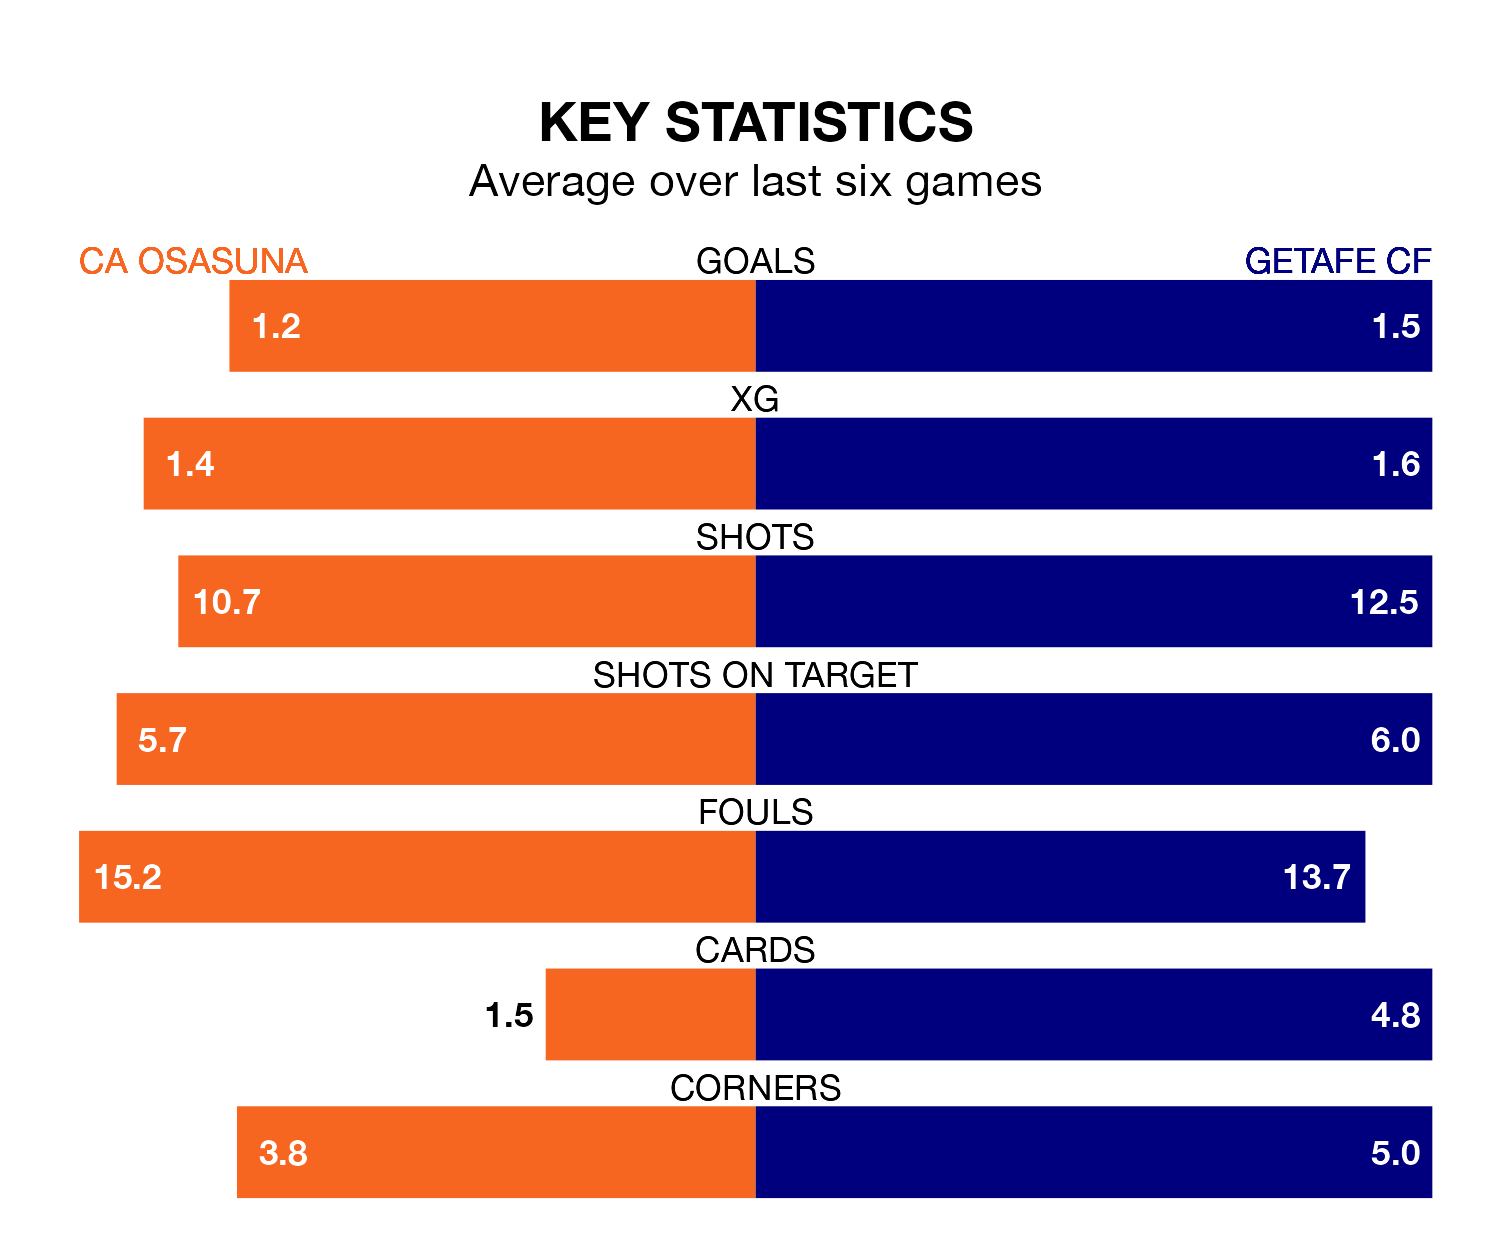 KEY STATISTICS
Average over last six games
CA OSASUNA GOALS GETAFE CF
1.2 1.5
XG
1.4 1.6
SHOTS
10.7 12.5
SHOTS ON TARGET
5.7 6.0
FOULS
15.2 13.7
CARDS
1.5 4.8
CORNERS
3.8 5.0